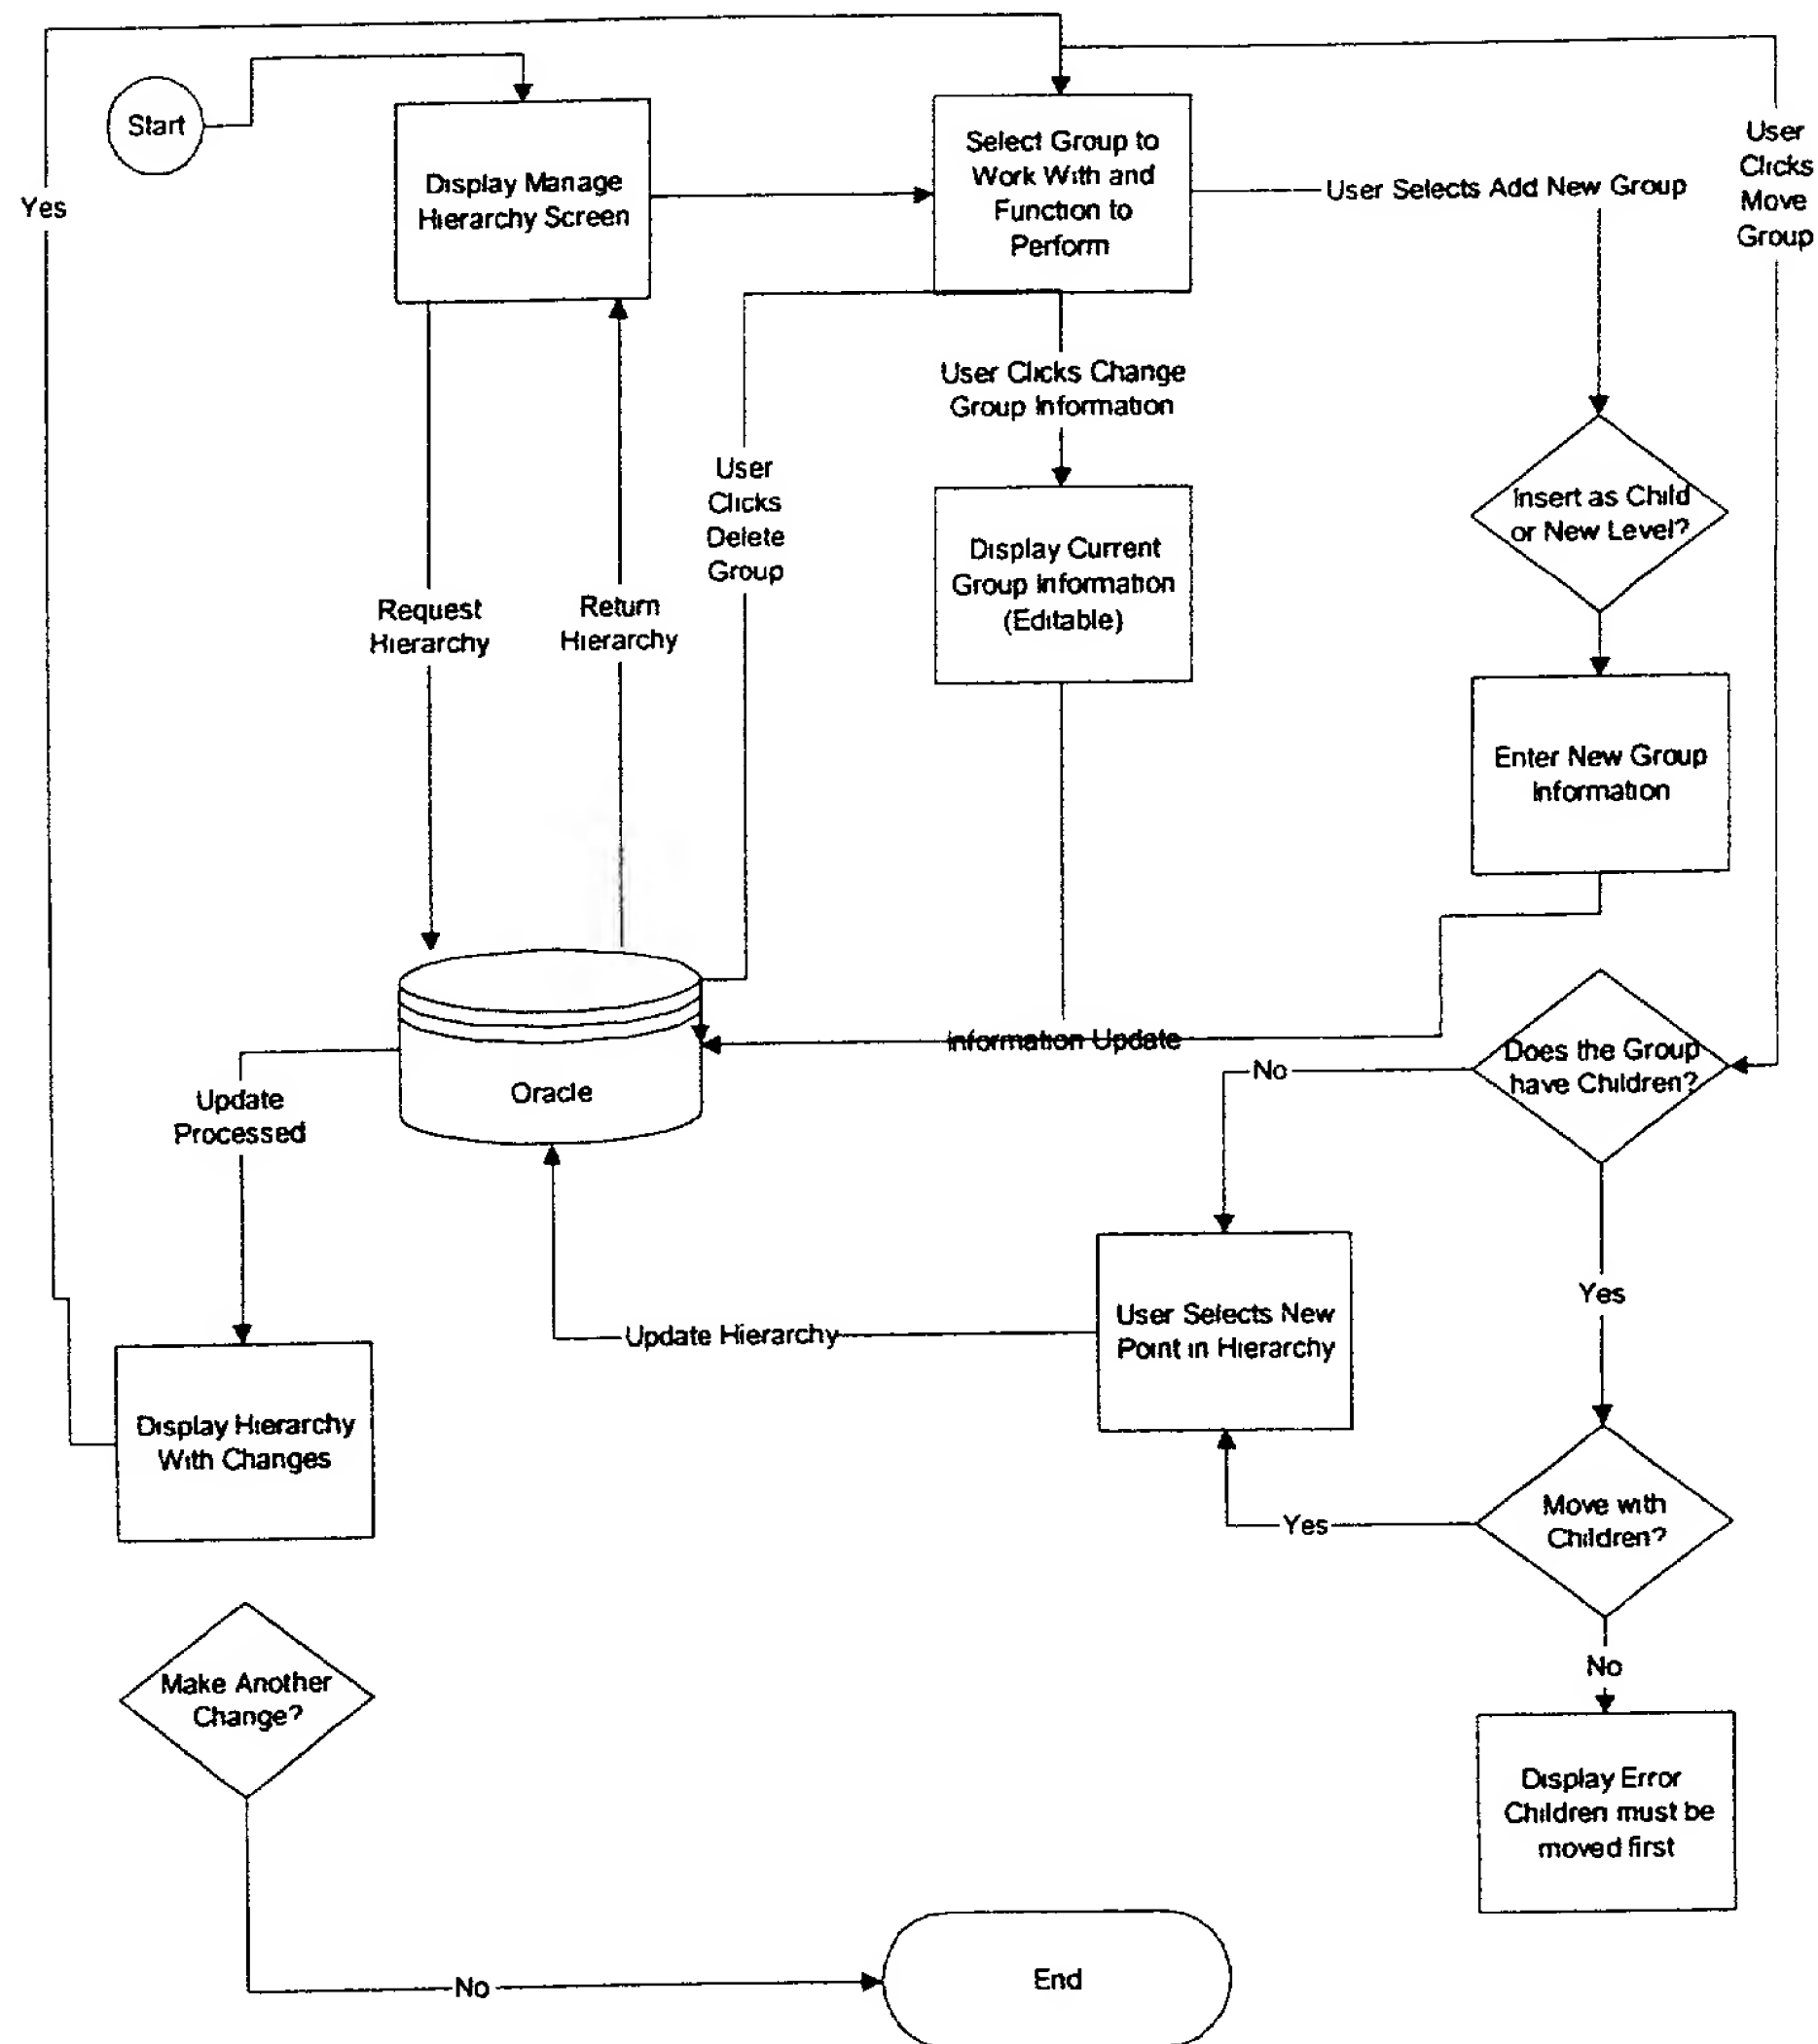 Start
Yes
Display Manage
Hierarchy Screen
Select Group to
Work With and
Function to
Perform
User Selects Add New Group
User
Clicks
Move
Group
User Clicks Change
Group Information
User
Clicks
Delete
Group
Insert as Child
or New Level?
Display Current
Group Information
(Editable)
Request
Hierarchy
Return
Hierarchy
Enter New Group
Information
Information Update
Oracle
Update
Processed
No
Does the Group
have Children?
Yes
User Selects New
Point in Hierarchy
Update Hierarchy
Display Hierarchy
With Changes
Yes
Move with
Children?
No
Make Another
Change?
Display Error
Children must be
moved first
No
End